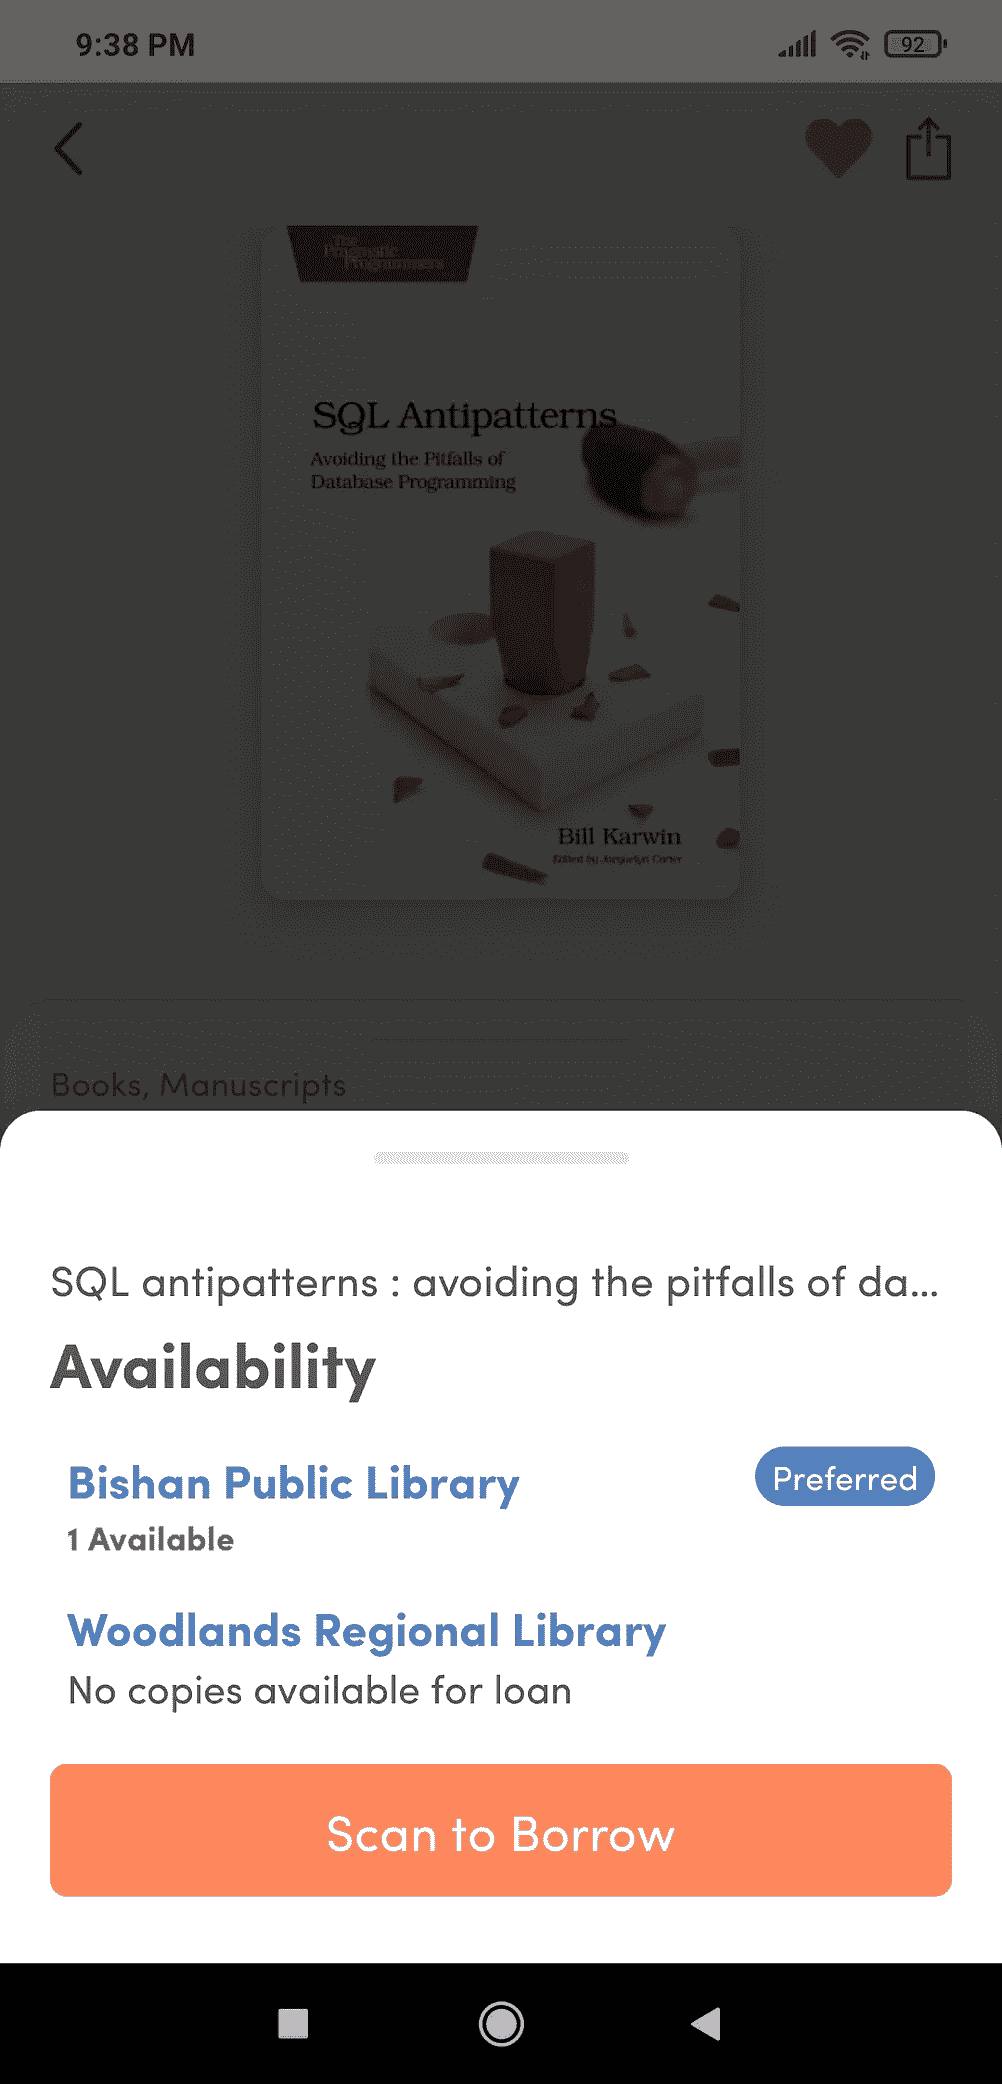 9:38 PM
92
The
Pragmatic
Programmers
SQL Antipatterns
Avoiding the Pitfalls of
Database Programming
Bill Karwin
Edited by Jacquelyn Carter
Books, Manuscripts
SQL antipatterns : avoiding the pitfalls of da...
Availability
Bishan Public Library
Preferred
1 Available
Woodlands Regional Library
No copies available for loan
Scan to Borrow